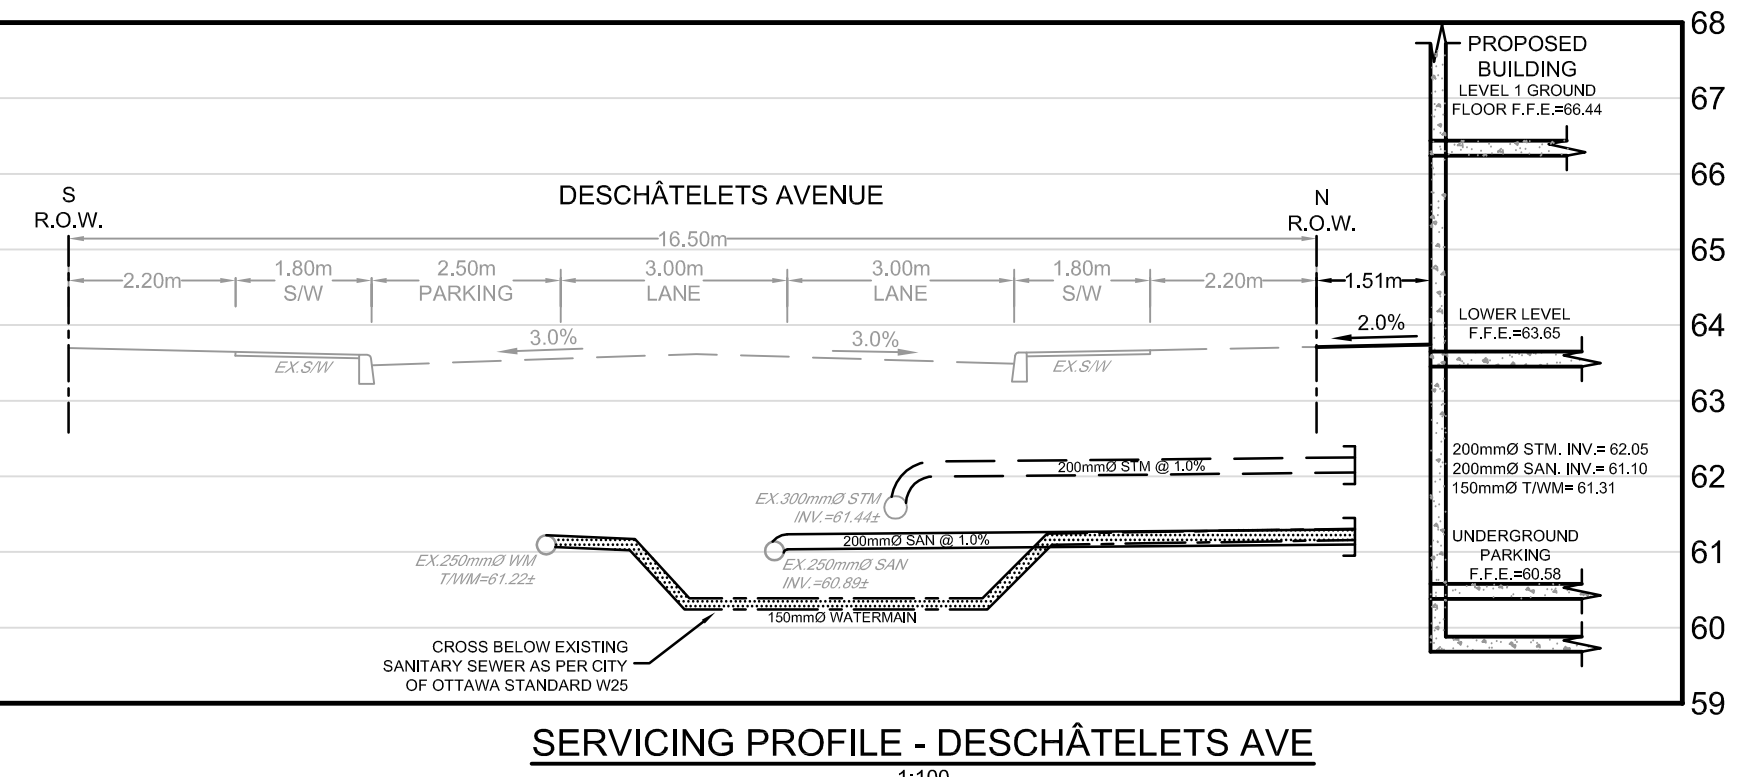 68
PROPOSED
BUILDING
LEVEL 1 GROUND
FLOOR F.F.E.=66.44
67
66
S
R.O.W.
DESCHÂTELETS AVENUE
N
R.O.W.
16.50m
65
2.20m
1.80m
S/W
2.50m
PARKING
3.00m
LANE
3.00m
LANE
1.80m
S/W
2.20m
1.51m
64
3.0%
3.0%
2.0%
LOWER LEVEL
F.F.E.=63.65
EX.S/W
EX.S/W
63
200mmØ STM. INV.= 62.05
200mmØ SAN. INV.= 61.10
150mmØ T/WM= 61.31
62
200mmØ STM @ 1.0%
EX.300mmØ STM
INV.=61.44±
200mmØ SAN @ 1.0%
EX.250mmØ WM
T/WM=61.22±
EX.250mmØ SAN
INV.=60.89±
61
UNDERGROUND
PARKING
F.F.E.=60.58
150mmØ WATERMAIN
60
CROSS BELOW EXISTING
SANITARY SEWER AS PER CITY
OF OTTAWA STANDARD W25
59
SERVICING PROFILE - DESCHÂTELETS AVE
1:100